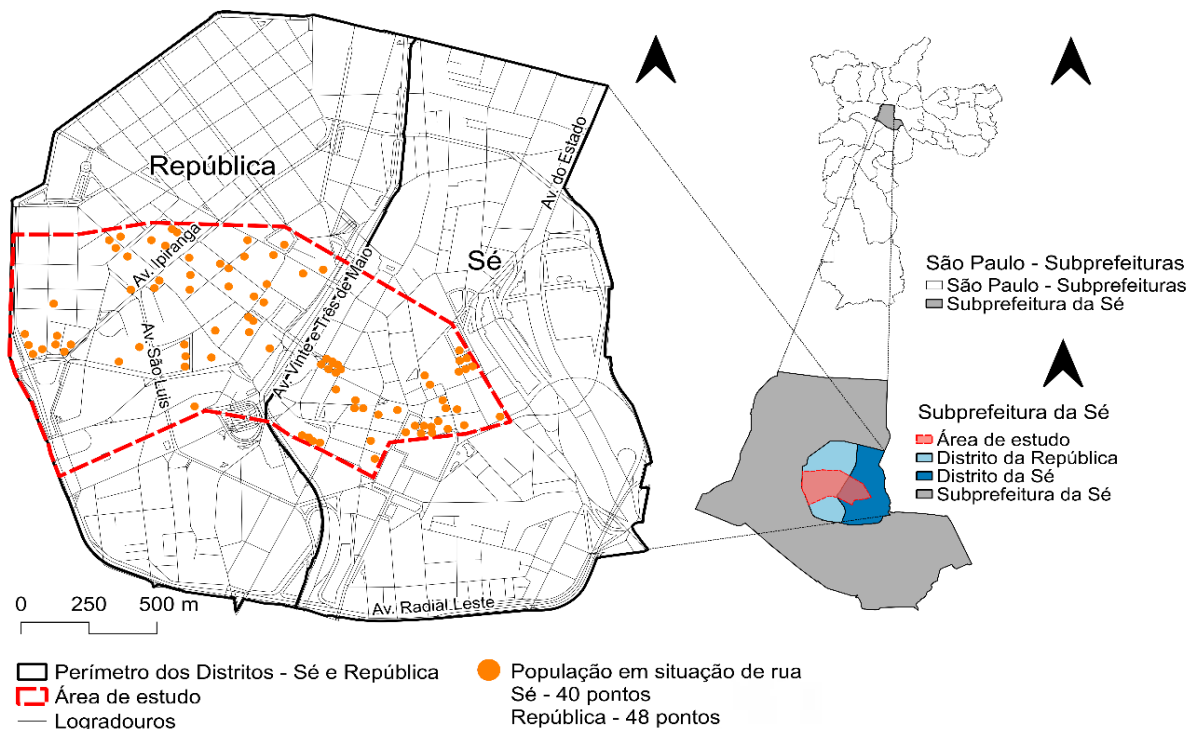 República
Sé
Av. do Estado
Av. Ipiranga
Av. Vinte e Três de Maio
Av. São Luis
Av. Radial Leste
0 250 500 m
Perímetro dos Distritos - Sé e República
Área de estudo
Logradouros
População em situação de rua
Sé - 40 pontos
República - 48 pontos
São Paulo - Subprefeituras
São Paulo - Subprefeituras
Subprefeitura da Sé
Subprefeitura da Sé
Área de estudo
Distrito da República
Distrito da Sé
Subprefeitura da Sé